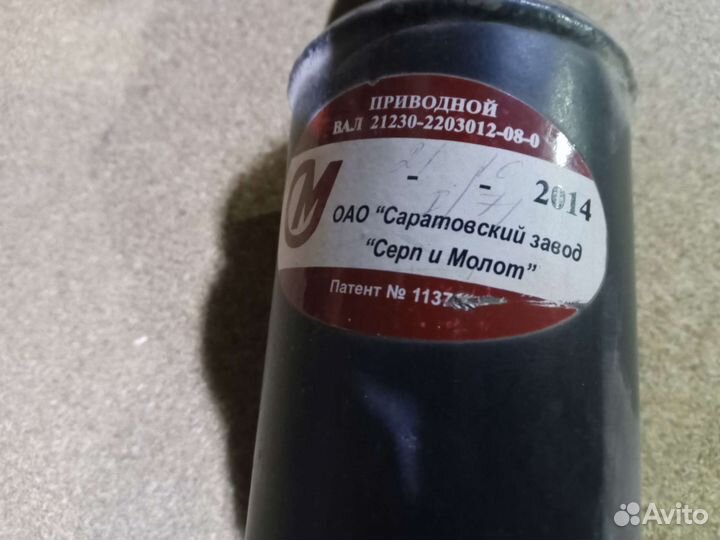 ПРИВОДНОЙ
ВАЛ 21230-2203012-08-0
- - 2014
ОАО “Саратовский завод
“Серп и Молот”
Патент № 1137
Avito